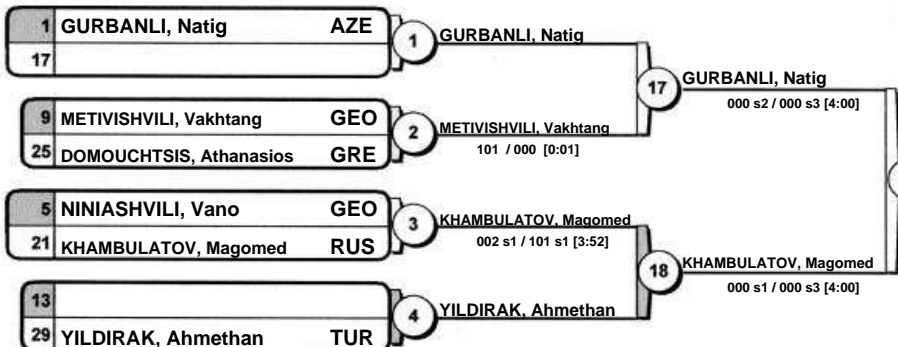 1 GURBANLI, Natig AZE
17
1
GURBANLI, Natig
9 METIVISHVILI, Vakhtang GEO
25 DOMOUCHTSIS, Athanasios GRE
2
METIVISHVILI, Vakhtang
101 / 000 [0:01]
17
GURBANLI, Natig
000 s2 / 000 s3 [4:00]
5 NINIASHVILI, Vano GEO
21 KHAMBULATOV, Magomed RUS
3
KHAMBULATOV, Magomed
002 s1 / 101 s1 [3:52]
13
29 YILDIRAK, Ahmethan TUR
4
YILDIRAK, Ahmethan
18
KHAMBULATOV, Magomed
000 s1 / 000 s3 [4:00]